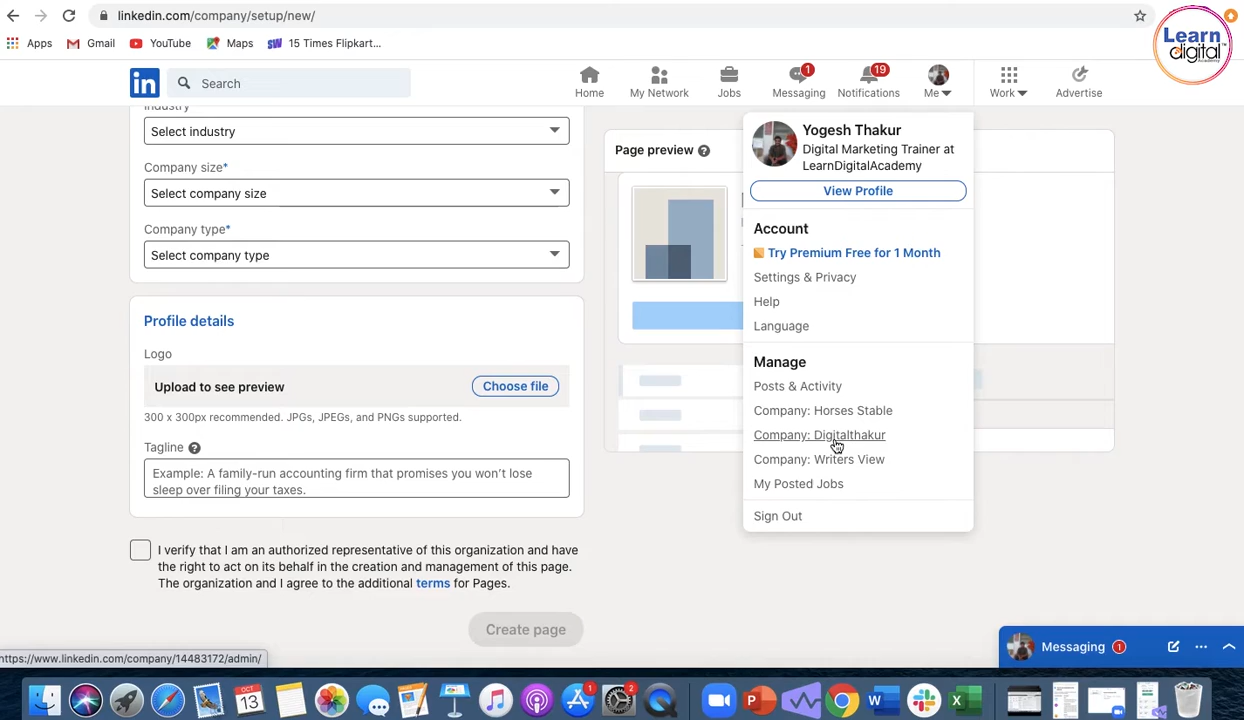 linkedin.com/company/setup/new/
Apps
Gmail
YouTube
Maps
15 Times Flipkart...
Learn
digital
Academy
in
Search
Home
My Network
Jobs
1
Messaging
19
Notifications
Me
Work
Advertise
Industry
Select industry
Company size*
Select company size
Company type*
Select company type
Page preview ?
Yogesh Thakur
Digital Marketing Trainer at
LearnDigitalAcademy
View Profile
Account
Try Premium Free for 1 Month
Settings & Privacy
Help
Language
Manage
Posts & Activity
Company: Horses Stable
Company: Digitalthakur
Company: Writers View
My Posted Jobs
Sign Out
Profile details
Logo
Upload to see preview
Choose file
300 x 300px recommended. JPGs, JPEGs, and PNGs supported.
Tagline ?
Example: A family-run accounting firm that promises you won't lose
sleep over filing your taxes.
I verify that I am an authorized representative of this organization and have
the right to act on its behalf in the creation and management of this page.
The organization and I agree to the additional terms for Pages.
Create page
Messaging 1
https://www.linkedin.com/company/14483172/admin/
13
1
2